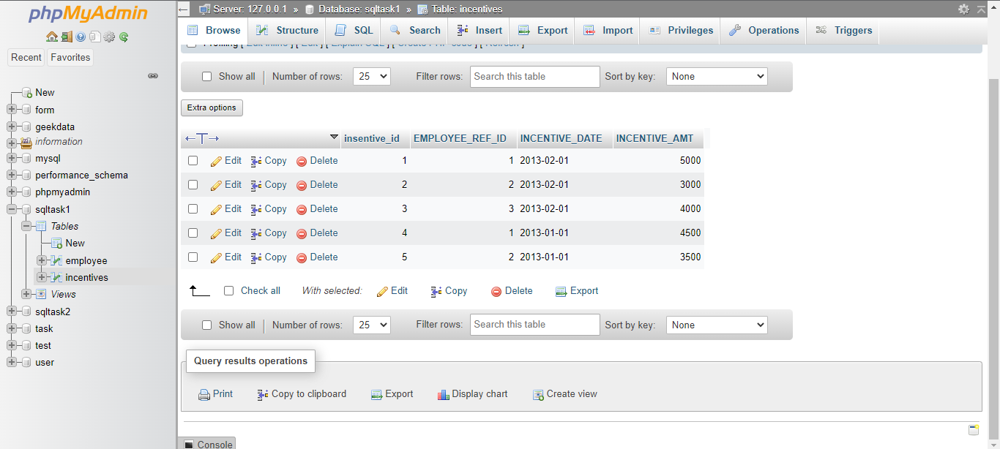 phpMyAdmin
Recent Favorites
New
form
geekdata
information
mysql
performance_schema
phpmyadmin
sqltask1
Tables
New
employee
incentives
Views
sqltask2
task
test
user
Server: 127.0.0.1 » Database: sqltask1 » Table: incentives
Browse Structure SQL Search Insert Export Import Privileges Operations Triggers
Profiling [ Edit inline ] [ Edit ] [ Explain SQL ] [ Create PHP code ] [ Refresh ]
Show all Number of rows: 25 Filter rows: Search this table Sort by key: None
Extra options
←T→ insentive_id EMPLOYEE_REF_ID INCENTIVE_DATE INCENTIVE_AMT
Edit Copy Delete 1 1 2013-02-01 5000
Edit Copy Delete 2 2 2013-02-01 3000
Edit Copy Delete 3 3 2013-02-01 4000
Edit Copy Delete 4 1 2013-01-01 4500
Edit Copy Delete 5 2 2013-01-01 3500
Check all With selected: Edit Copy Delete Export
Show all Number of rows: 25 Filter rows: Search this table Sort by key: None
Query results operations
Print Copy to clipboard Export Display chart Create view
Console